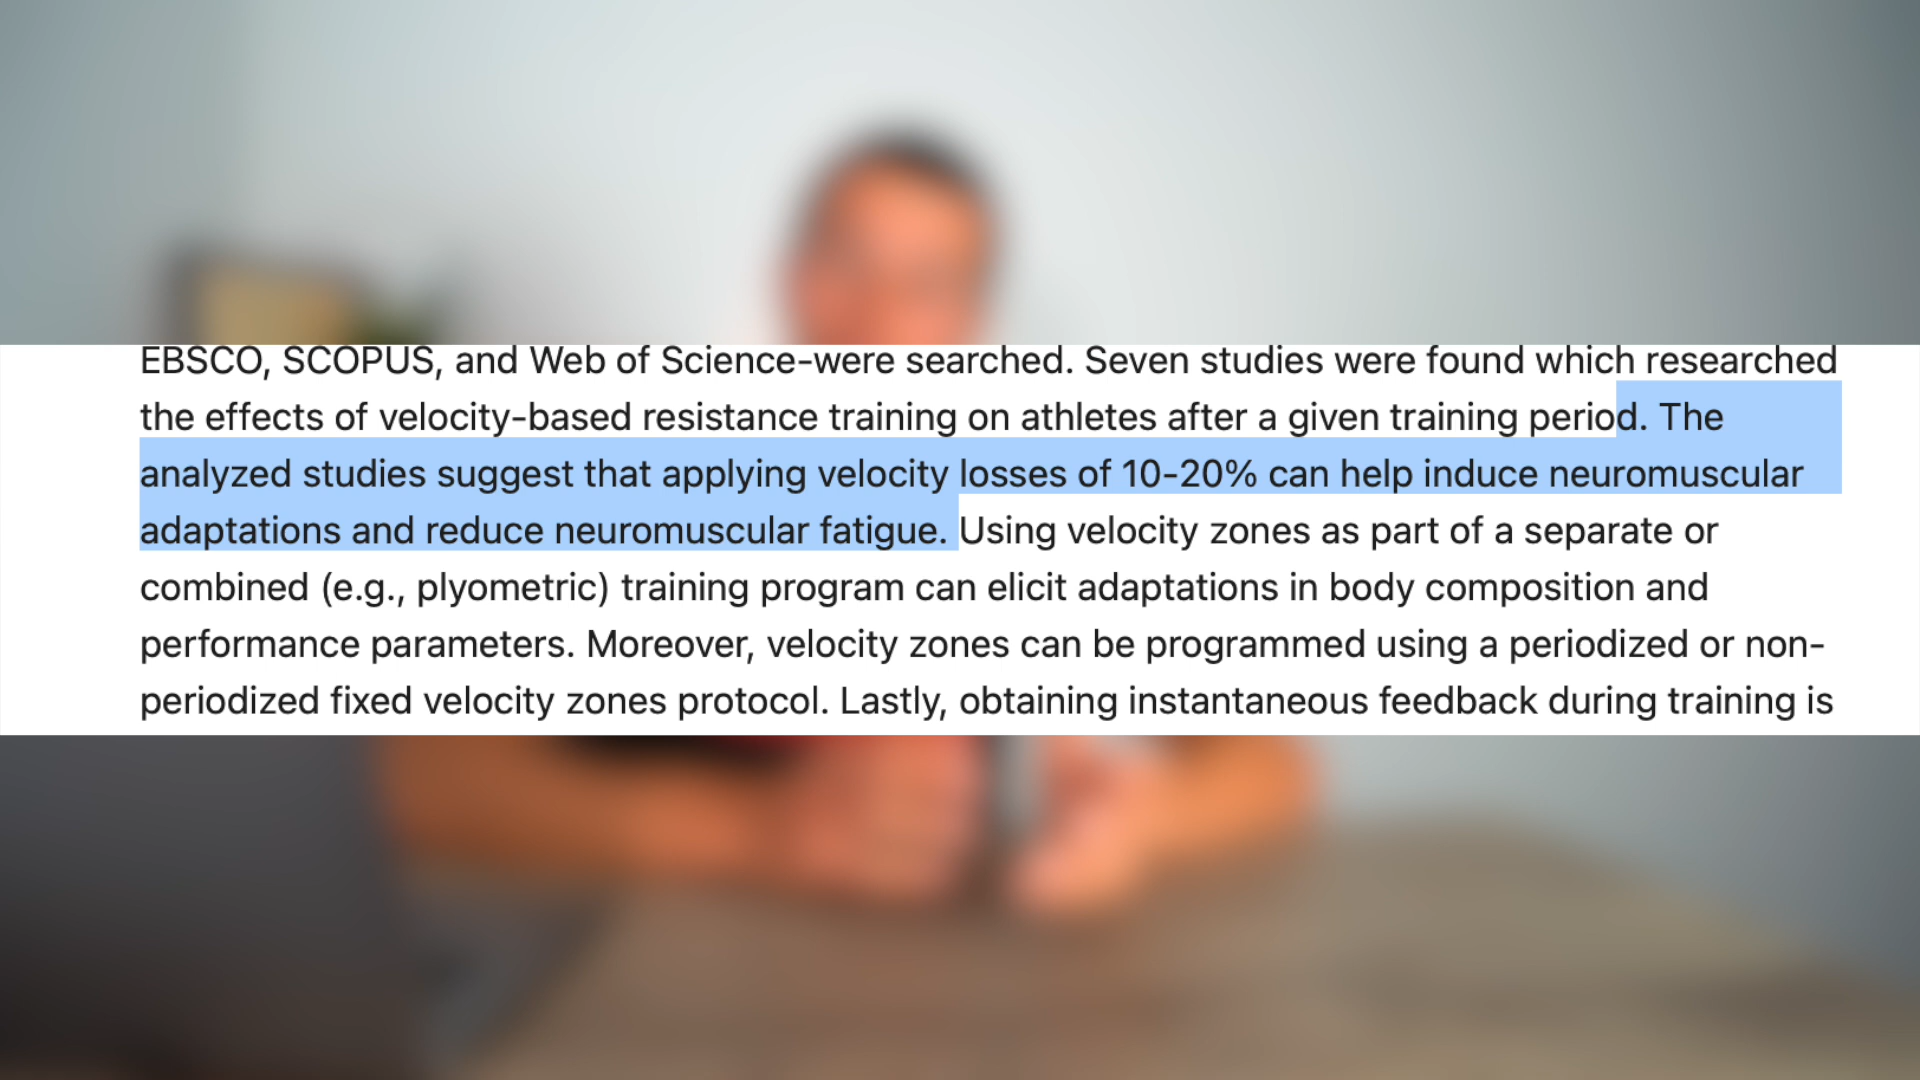 EBSCO, SCOPUS, and Web of Science-were searched. Seven studies were found which researched
the effects of velocity-based resistance training on athletes after a given training period. The
analyzed studies suggest that applying velocity losses of 10-20% can help induce neuromuscular
adaptations and reduce neuromuscular fatigue. Using velocity zones as part of a separate or
combined (e.g., plyometric) training program can elicit adaptations in body composition and
performance parameters. Moreover, velocity zones can be programmed using a periodized or non-
periodized fixed velocity zones protocol. Lastly, obtaining instantaneous feedback during training is